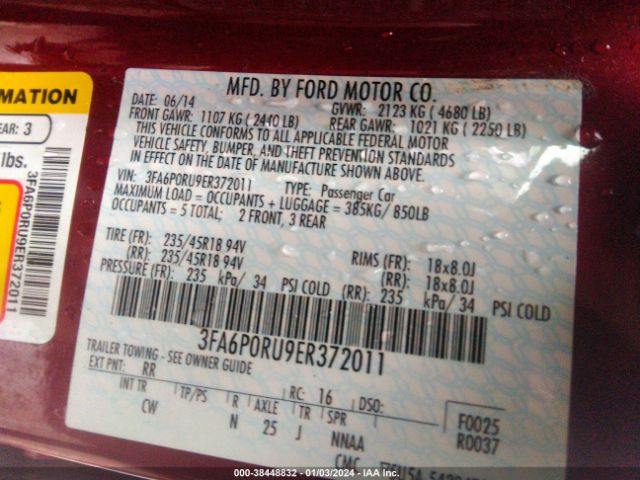 MFD. BY FORD MOTOR CO.
DATE: 06/14 GVWR: 2123 KG ( 4680 LB)
FRONT GAWR: 1107 KG ( 2440 LB) REAR GAWR: 1021 KG ( 2250 LB)
THIS VEHICLE CONFORMS TO ALL APPLICABLE FEDERAL MOTOR
VEHICLE SAFETY, BUMPER, AND THEFT PREVENTION STANDARDS
IN EFFECT ON THE DATE OF MANUFACTURE SHOWN ABOVE.
VIN: 3FA6P0RU9ER372011 TYPE: Passenger Car
MAXIMUM LOAD = OCCUPANTS + LUGGAGE = 385KG/ 850LB
OCCUPANTS = 5 TOTAL; 2 FRONT, 3 REAR
TIRE (FR): 235/45R18 94V RIMS (FR): 18x8.0J
(RR): 235/45R18 94V (RR): 18x8.0J
PRESSURE (FR): 235 kPa/ 34 PSI COLD (RR): 235 kPa/ 34 PSI COLD
3FA6P0RU9ER372011
TRAILER TOWING - SEE OWNER GUIDE
EXT PNT: RR RC: 16 DSO:
INT TR TP/PS R AXLE TR SPR F0025
CW N 25 J NNAA R0037
CMC
RMATION
EAR: 3
lbs.
3FA6P0RU9ER372011
000-38448832 - 01/03/2024 - IAA Inc.